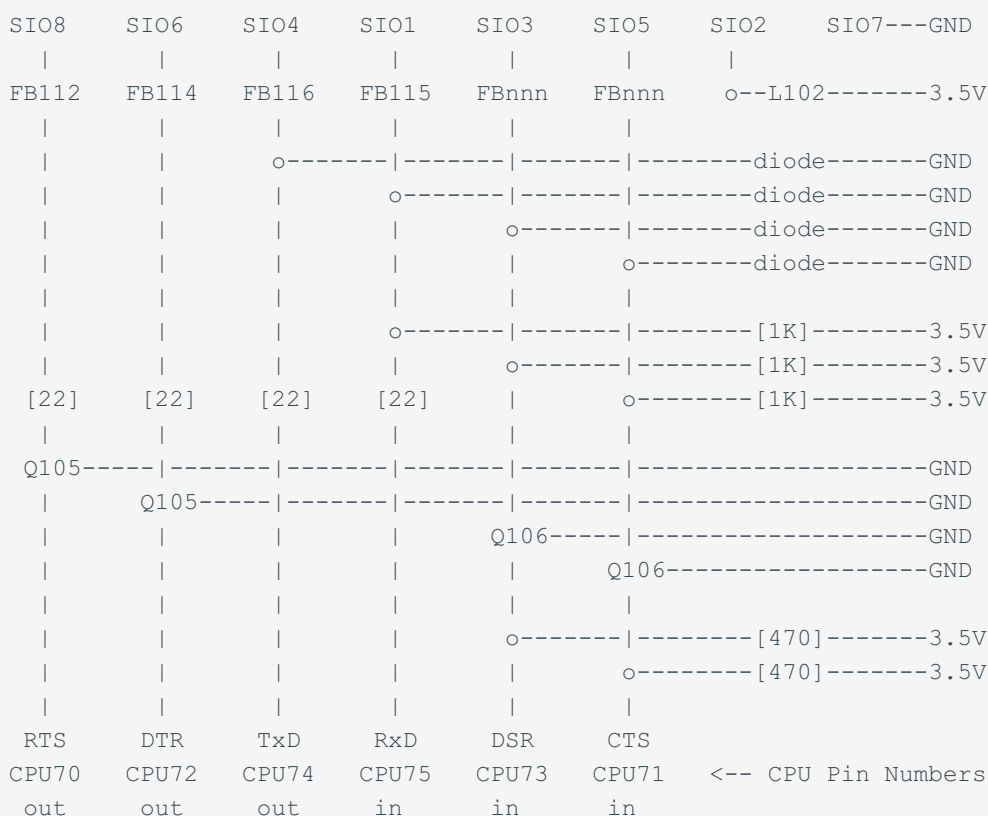 SIO8    SIO6    SIO4    SIO1    SIO3    SIO5    SIO2    SIO7---GND
  |       |       |       |       |       |      |
FB112   FB114   FB116   FB115   FBnnn   FBnnn    o--L102-------3.5V
  |       |       |       |       |       |
  |       |       o-------|-------|-------|--------diode-------GND
  |       |       |       o-------|-------|--------diode-------GND
  |       |       |       |       o-------|--------diode-------GND
  |       |       |       |       |       o--------diode-------GND
  |       |       |       |       |       |
  |       |       |       o-------|-------|--------[1K]--------3.5V
  |       |       |       |       o-------|--------[1K]--------3.5V
 [22]    [22]    [22]    [22]     |       o--------[1K]--------3.5V
  |       |       |       |       |       |
 Q105-----|-------|-------|-------|-------|--------------------GND
  |      Q105-----|-------|-------|-------|--------------------GND
  |       |       |       |      Q106-----|--------------------GND
  |       |       |       |       |      Q106------------------GND
  |       |       |       |       |       |
  |       |       |       |       o-------|--------[470]-------3.5V
  |       |       |       |       |       o--------[470]-------3.5V
  |       |       |       |       |       |
 RTS     DTR     TxD     RxD     DSR     CTS
CPU70   CPU72   CPU74   CPU75   CPU73   CPU71   <-- CPU Pin Numbers
 out     out     out     in      in      in